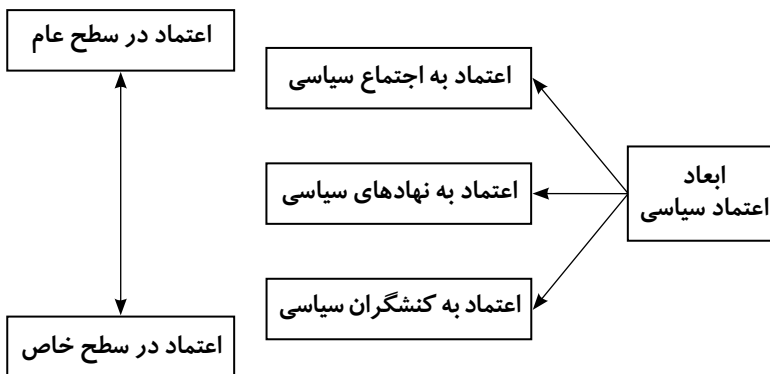 ابعاد
اعتماد سیاسی
اعتماد به اجتماع سیاسی
اعتماد به نهادهای سیاسی
اعتماد به کنشگران سیاسی
اعتماد در سطح عام
اعتماد در سطح خاص